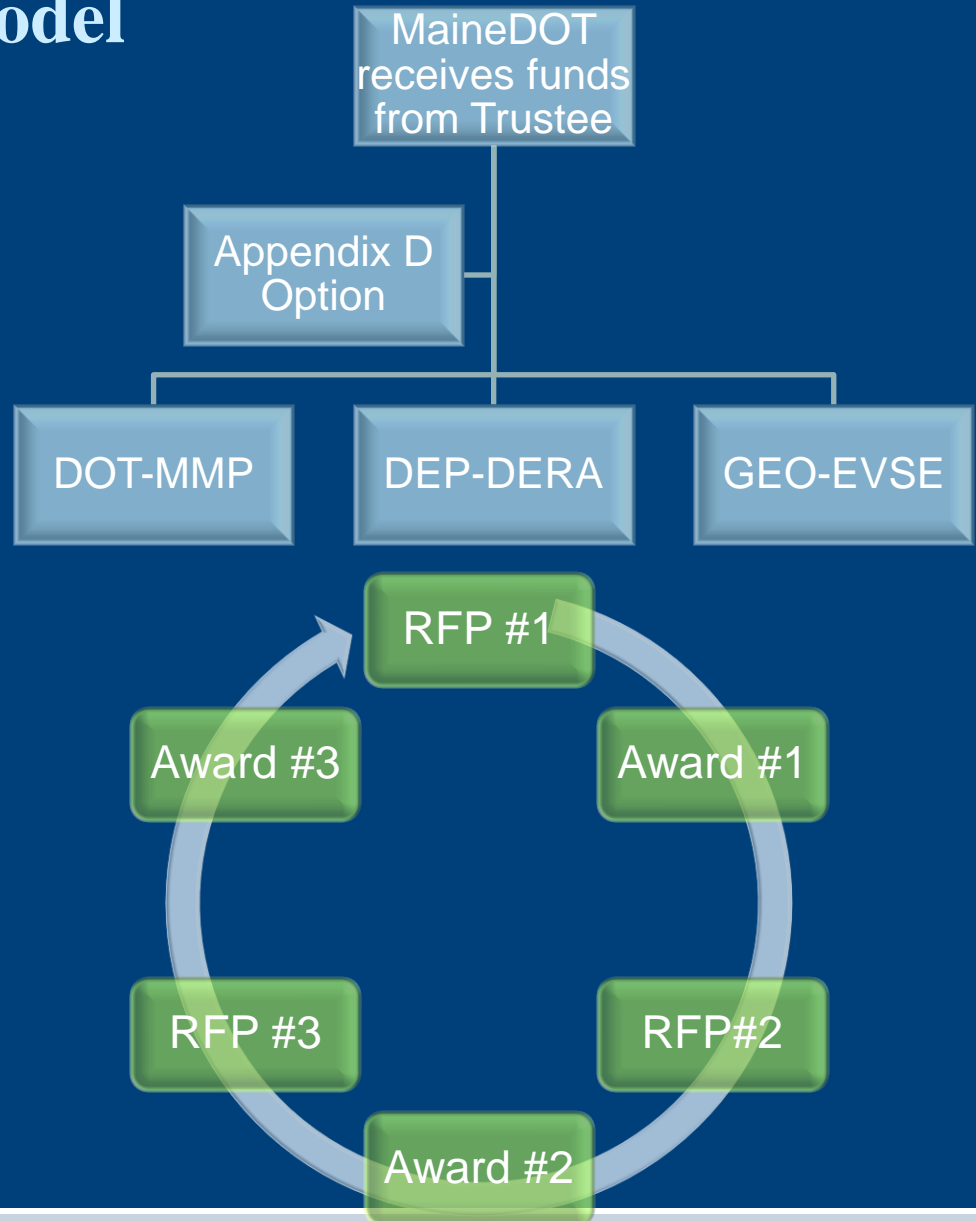 odel
MaineDOT
receives funds
from Trustee
Appendix D
Option
DOT-MMP
DEP-DERA
GEO-EVSE
RFP #1
Award #1
RFP#2
Award #2
RFP #3
Award #3